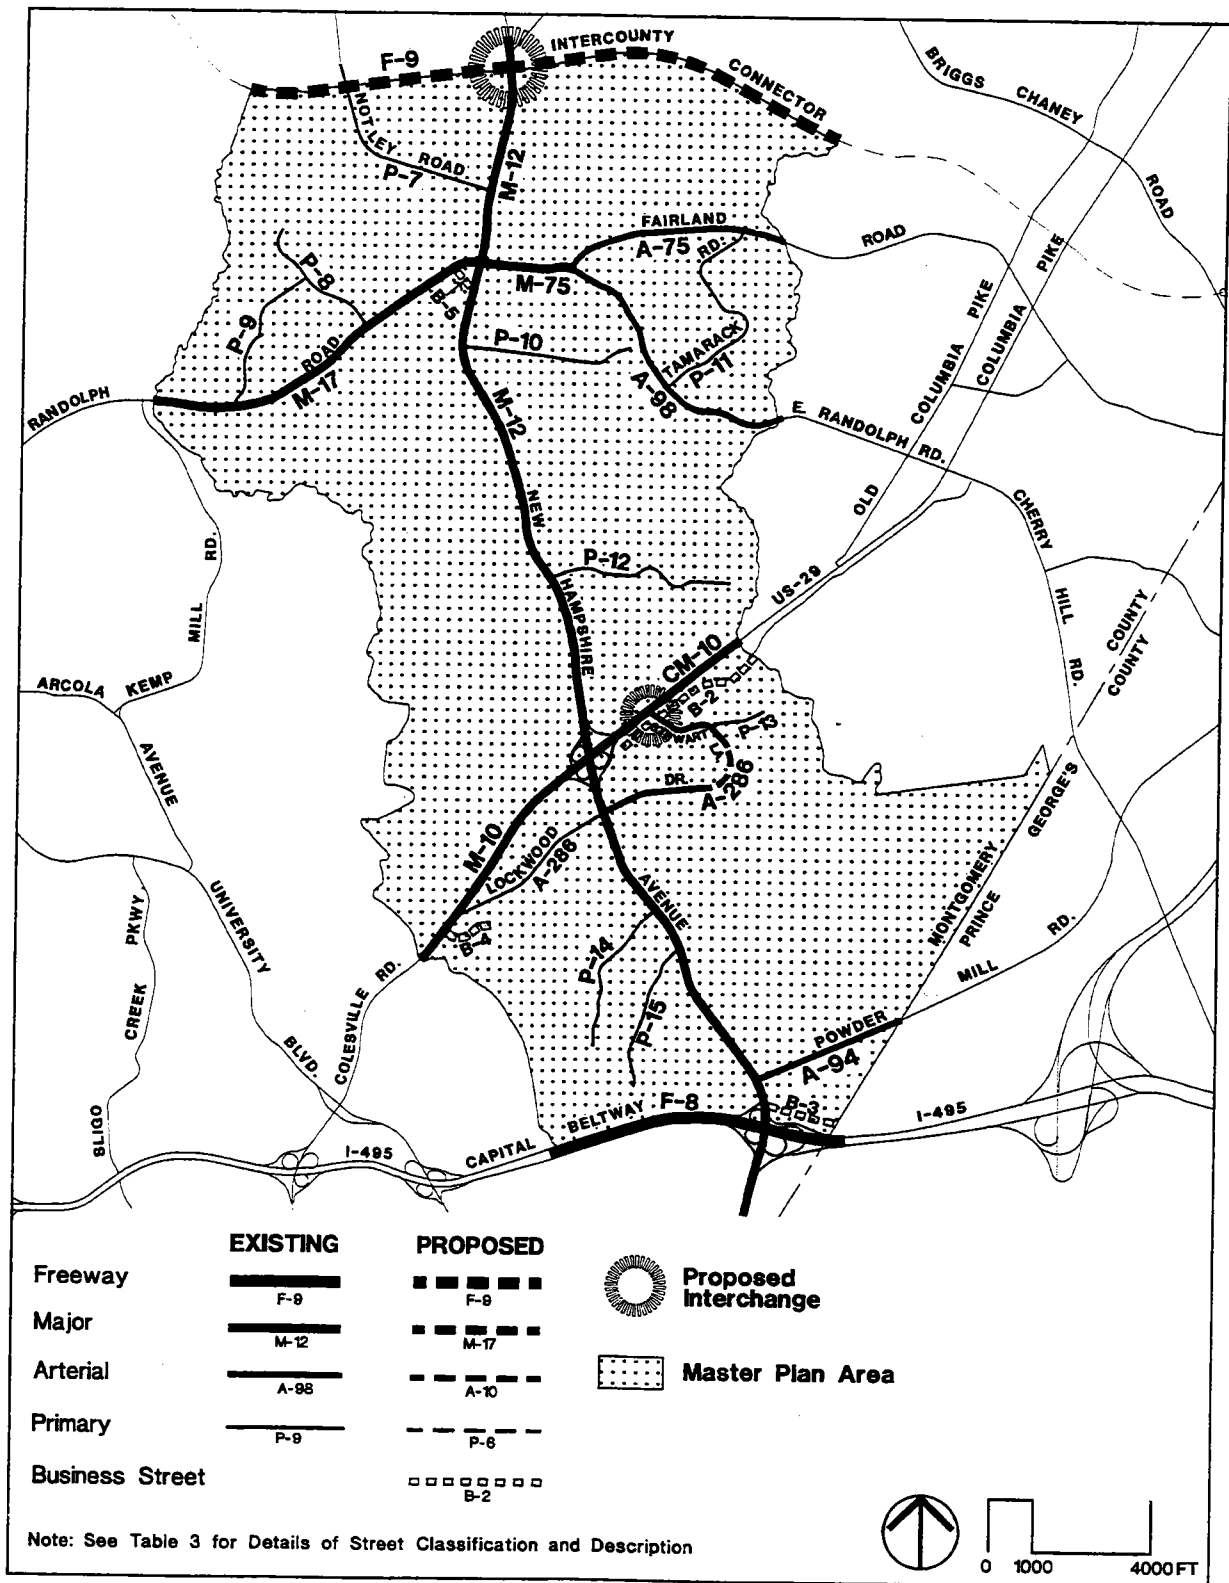 INTERCOUNTY
CONNECTOR
F-9
BRIGGS CHANEY ROAD
NOTLEY ROAD
P-7
M-12
FAIRLAND ROAD
A-75
RD.
M-75
P-8
B-5
P-9
P-10
TAMARACK
P-11
PIKE
PIKE
COLUMBIA
COLUMBIA
OLD
ROAD
M-17
RANDOLPH
A-98
M-12
E. RANDOLPH RD.
NEW
CHERRY
HILL
RD.
RD.
MILL
KEMP
ARCOLA
AVENUE
P-12
HAMPSHIRE
US-29
COUNTY
COUNTY
CM-10
B-2
P-13
LA.
DR.
A-286
M-10
LOCKWOOD
A-286
AVENUE
GEORGE'S
MONTGOMERY
PRINCE
MILL RD.
UNIVERSITY
BLVD.
PKWY
CREEK
SLIGO
B-4
COLESVILLE RD.
P-14
P-15
POWDER
A-94
B-3
F-8
BELTWAY
CAPITAL
I-495
I-495
EXISTING PROPOSED
Freeway
F-9 F-9
Major
M-12 M-17
Arterial
A-98 A-10
Primary
P-9 P-6
Business Street
B-2
Proposed
Interchange
Master Plan Area
Note: See Table 3 for Details of Street Classification and Description
0 1000 4000 FT